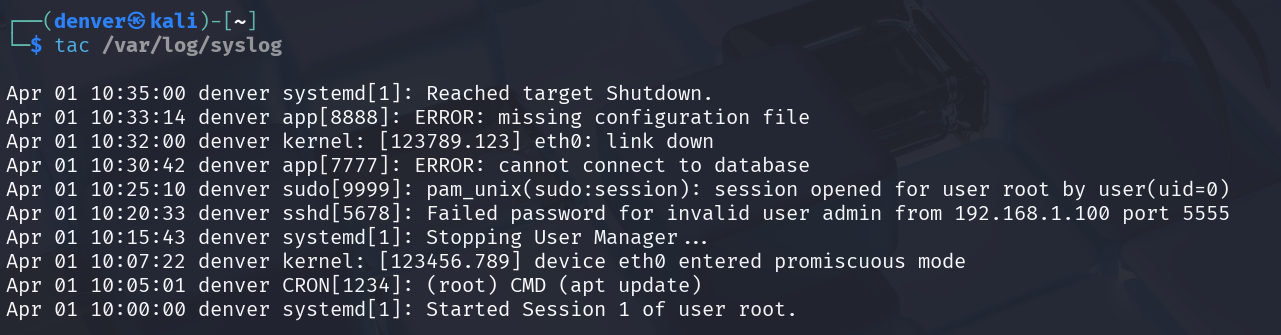 ┌──(denver㉿kali)-[~]
└─$ tac /var/log/syslog
Apr 01 10:35:00 denver systemd[1]: Reached target Shutdown.
Apr 01 10:33:14 denver app[8888]: ERROR: missing configuration file
Apr 01 10:32:00 denver kernel: [123789.123] eth0: link down
Apr 01 10:30:42 denver app[7777]: ERROR: cannot connect to database
Apr 01 10:25:10 denver sudo[9999]: pam_unix(sudo:session): session opened for user root by user(uid=0)
Apr 01 10:20:33 denver sshd[5678]: Failed password for invalid user admin from 192.168.1.100 port 5555
Apr 01 10:15:43 denver systemd[1]: Stopping User Manager...
Apr 01 10:07:22 denver kernel: [123456.789] device eth0 entered promiscuous mode
Apr 01 10:05:01 denver CRON[1234]: (root) CMD (apt update)
Apr 01 10:00:00 denver systemd[1]: Started Session 1 of user root.